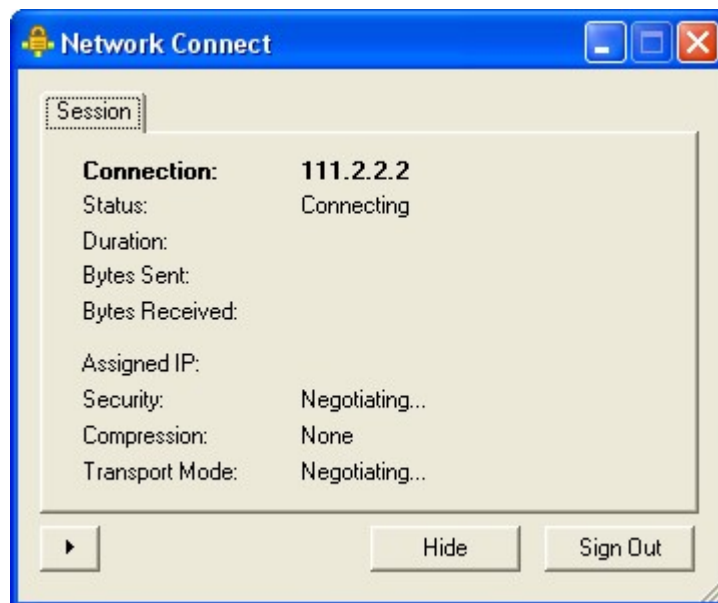 Network Connect
Session
Connection: 111.2.2.2
Status: Connecting
Duration:
Bytes Sent:
Bytes Received:
Assigned IP:
Security: Negotiating...
Compression: None
Transport Mode: Negotiating...
Hide Sign Out